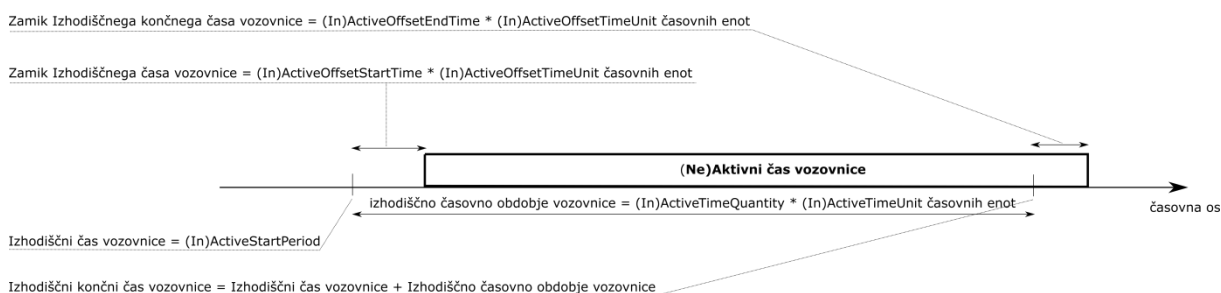 Zamik Izhodiščnega končnega časa vozovnice = (In)ActiveOffsetEndTime * (In)ActiveOffsetTimeUnit časovnih enot
Zamik Izhodiščnega časa vozovnice = (In)ActiveOffsetStartTime * (In)ActiveOffsetTimeUnit časovnih enot
(Ne)Aktivni čas vozovnice
izhodiščno časovno obdobje vozovnice = (In)ActiveTimeQuantity * (In)ActiveTimeUnit časovnih enot
časovna os
Izhodiščni čas vozovnice = (In)ActiveStartPeriod
Izhodiščni končni čas vozovnice = Izhodiščni čas vozovnice + Izhodiščno časovno obdobje vozovnice